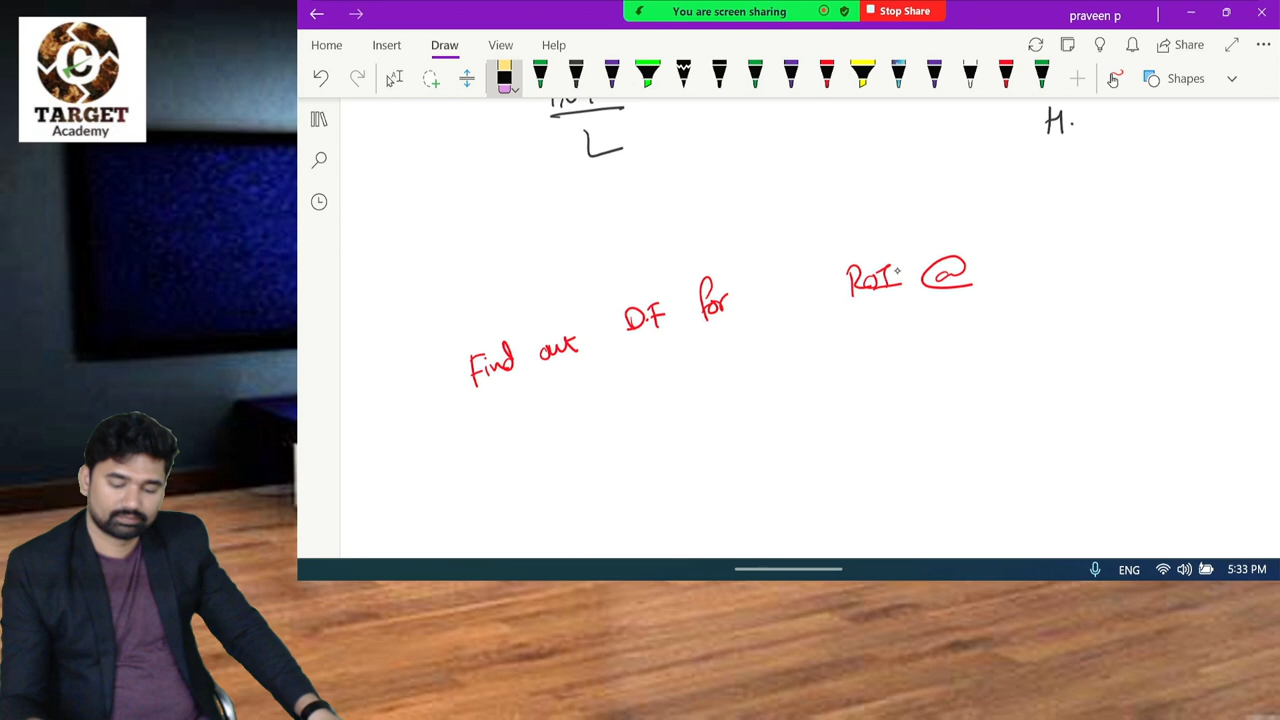 TARGET
Academy
You are screen sharing
Stop Share
praveen p
Home Insert Draw View Help
Share
Shapes
L
H.
Find out D.F for ROI @
ENG
5:33 PM